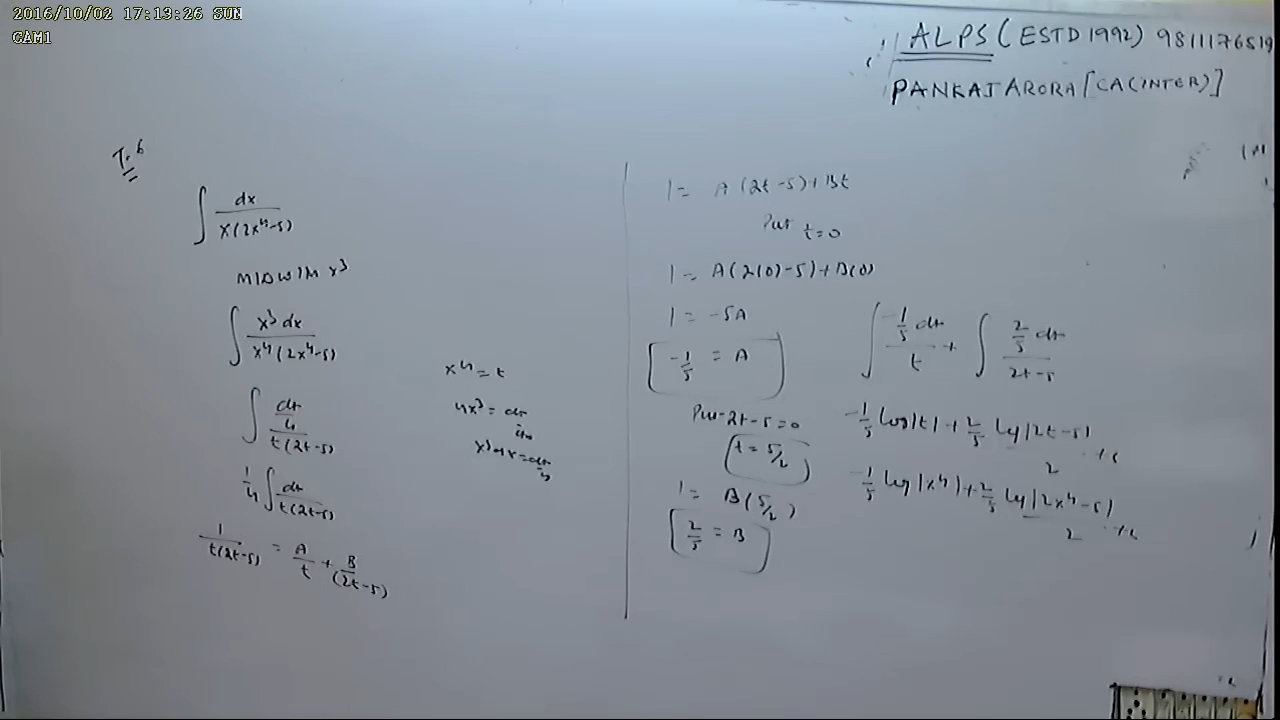 2016/10/02 17:13:26 SUN
CAM1
ALPS (ESTD 1992) 9811176519
PANKAJ ARORA [CA(INTER)]
T.6
∫ dx / x(2x⁴-5)
M/D W/M x³
∫ x³ dx / x⁴(2x⁴-5)
x⁴ = t
4x³ = dt/dx
x³ dx = dt/4
∫ dt/4 / t(2t-5)
1/4 ∫ dt / t(2t-5)
1 / t(2t-5) = A/t + B/(2t-5)
1 = A(2t-5)+Bt
Put t=0
1 = A(2(0)-5)+B(0)
1 = -5A
-1/5 = A
Put 2t-5=0
t = 5/2
1 = B(5/2)
2/5 = B
∫ -1/5 dt / t + ∫ 2/5 dt / 2t-5
-1/5 log|t| + 2/5 log|2t-5| / 2 +c
-1/5 log|x⁴| + 2/5 log|2x⁴-5| / 2 +c